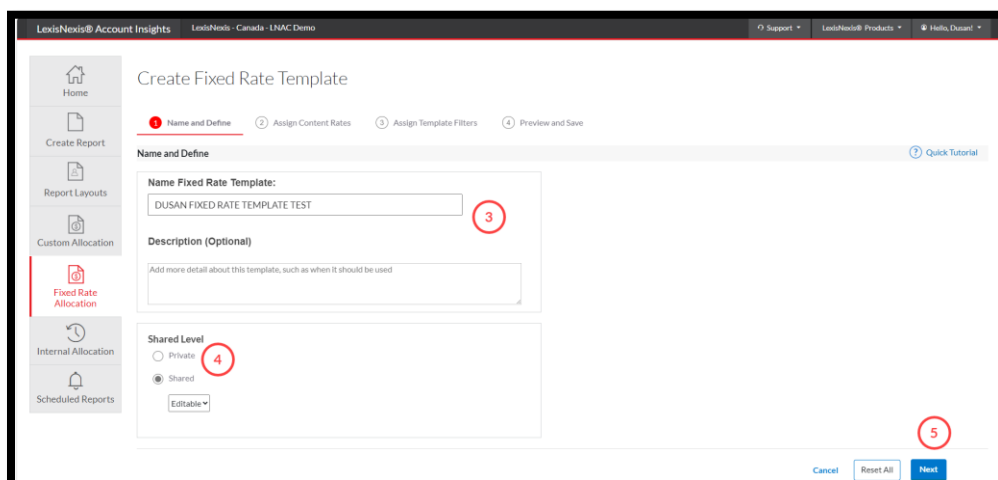 LexisNexis® Account Insights LexisNexis - Canada - LNAC Demo Support LexisNexis® Products Hello, Dusan!
Home
Create Report
Report Layouts
Custom Allocation
Fixed Rate
Allocation
Internal Allocation
Scheduled Reports
Create Fixed Rate Template
1 Name and Define 2 Assign Content Rates 3 Assign Template Filters 4 Preview and Save
Name and Define ? Quick Tutorial
Name Fixed Rate Template:
DUSAN FIXED RATE TEMPLATE TEST
3
Description (Optional)
Add more detail about this template, such as when it should be used
Shared Level
Private
4
Shared
Editable
5
Cancel Reset All Next